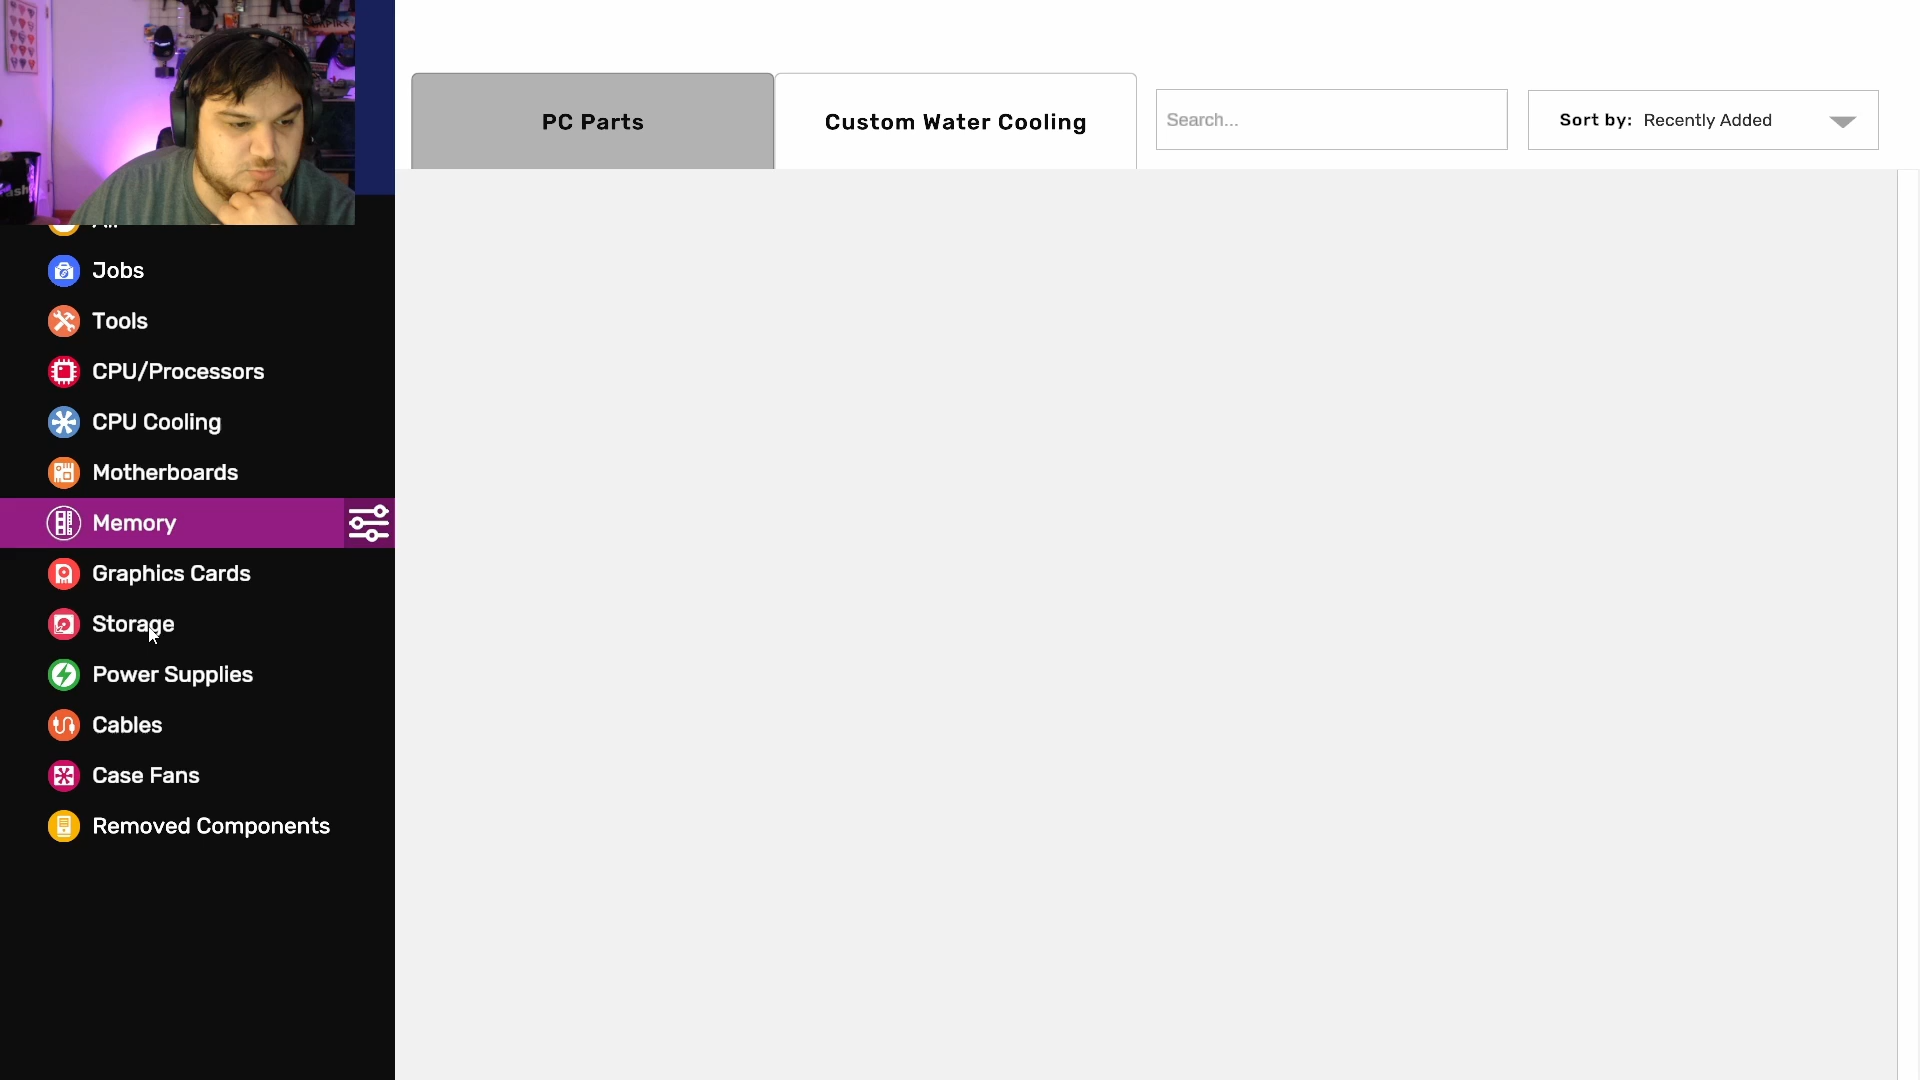 PC Parts
Custom Water Cooling
Search...
Sort by: Recently Added
Jobs
Tools
CPU/Processors
CPU Cooling
Motherboards
Memory
Graphics Cards
Storage
Power Supplies
Cables
Case Fans
Removed Components